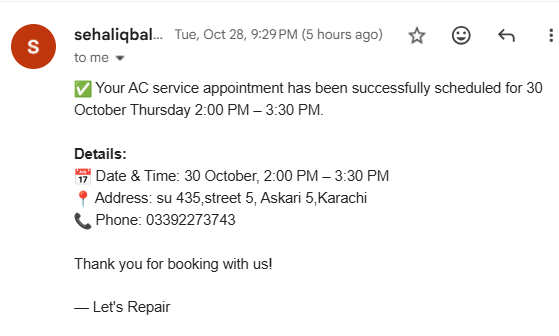 S
sehaliqbal... Tue, Oct 28, 9:29 PM (5 hours ago)
to me
✅ Your AC service appointment has been successfully scheduled for 30
October Thursday 2:00 PM – 3:30 PM.
Details:
📅 Date & Time: 30 October, 2:00 PM – 3:30 PM
📍 Address: su 435,street 5, Askari 5,Karachi
📞 Phone: 03392273743
Thank you for booking with us!
— Let's Repair